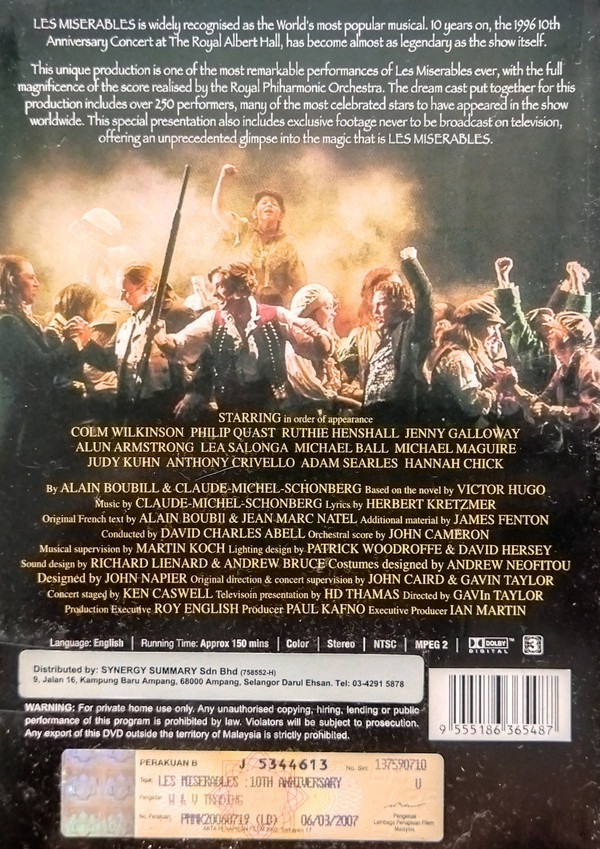 LES MISERABLES is widely recognised as the World's most popular musical. 10 years on, the 1996 10th
Anniversary Concert at The Royal Albert Hall, has become almost as legendary as the show itself.
This unique production is one of the most remarkable performances of Les Miserables ever, with the full
magnificence of the score realised by the Royal Philharmonic Orchestra. The dream cast put together for this
production includes over 250 performers, many of the most celebrated stars to have appeared in the show
worldwide. This special presentation also includes exclusive footage never to be broadcast on television,
offering an unprecedented glimpse into the magic that is LES MISERABLES.
STARRING in order of appearance
COLM WILKINSON PHILIP QUAST RUTHIE HENSHALL JENNY GALLOWAY
ALUN ARMSTRONG LEA SALONGA MICHAEL BALL MICHAEL MAGUIRE
JUDY KUHN ANTHONY CRIVELLO ADAM SEARLES HANNAH CHICK
By ALAIN BOUBILL & CLAUDE-MICHEL-SCHONBERG Based on the novel by VICTOR HUGO
Music by CLAUDE-MICHEL-SCHONBERG Lyrics by HERBERT KRETZMER
Original French text by ALAIN BOUBII & JEAN MARC NATEL Additional material by JAMES FENTON
Conducted by DAVID CHARLES ABELL Orchestral score by JOHN CAMERON
Musical supervision by MARTIN KOCH Lighting design by PATRICK WOODROFFE & DAVID HERSEY
Sound design by RICHARD LIENARD & ANDREW BRUCE Costumes designed by ANDREW NEOFITOU
Designed by JOHN NAPIER Original direction & concert supervision by JOHN CAIRD & GAVIN TAYLOR
Concert staged by KEN CASWELL Televisoin presentation by HD THAMAS Directed by GAVIn TAYLOR
Production Executive ROY ENGLISH Producer PAUL KAFNO Executive Producer IAN MARTIN
Language: English | Running Time: Approx 150 mins | Color | Stereo | NTSC | MPEG 2 | DOLBY DIGITAL | 3
Distributed by: SYNERGY SUMMARY Sdn Bhd (758552-H)
9, Jalan 16, Kampung Baru Ampang, 68000 Ampang, Selangor Darul Ehsan. Tel: 03-4291 5878
WARNING: For private home use only. Any unauthorised copying, hiring, lending or public
performance of this program is prohibited by law. Violators will be subject to prosecution.
Any export of this DVD outside the territory of Malaysia is strictly prohibited.
9 555186 365487
PERAKUAN B J 5344613 No. Siri: 137590710
Tajuk: LES MISERABLES :10TH ANNIVERSARY U
Pengedar: W & V TRADING
No. Perakuan: 06/03/2007
Pengerusi
Lembaga Penapisan Filem
Malaysia